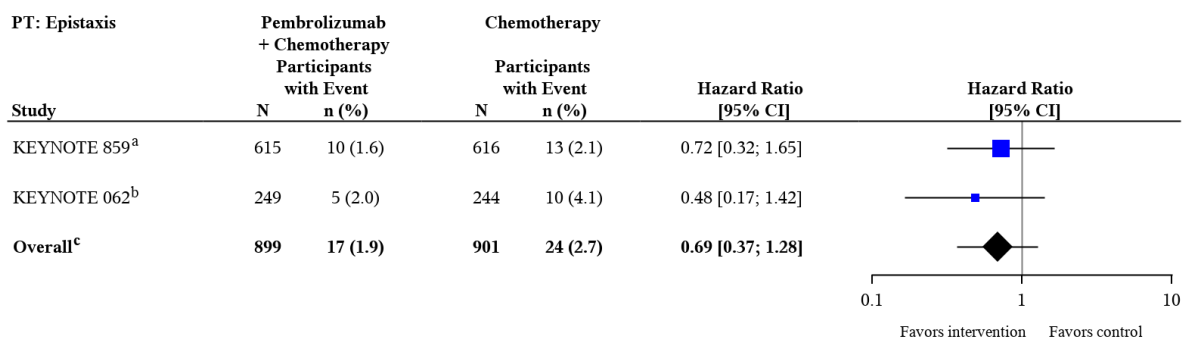 PT: Epistaxis Pembrolizumab Chemotherapy
+ Chemotherapy
Participants Participants
with Event with Event Hazard Ratio Hazard Ratio
Study N n (%) N n (%) [95% CI] [95% CI]
KEYNOTE 859a 615 10 (1.6) 616 13 (2.1) 0.72 [0.32; 1.65]
KEYNOTE 062b 249 5 (2.0) 244 10 (4.1) 0.48 [0.17; 1.42]
Overallc 899 17 (1.9) 901 24 (2.7) 0.69 [0.37; 1.28]
0.1 1 10
Favors intervention Favors control